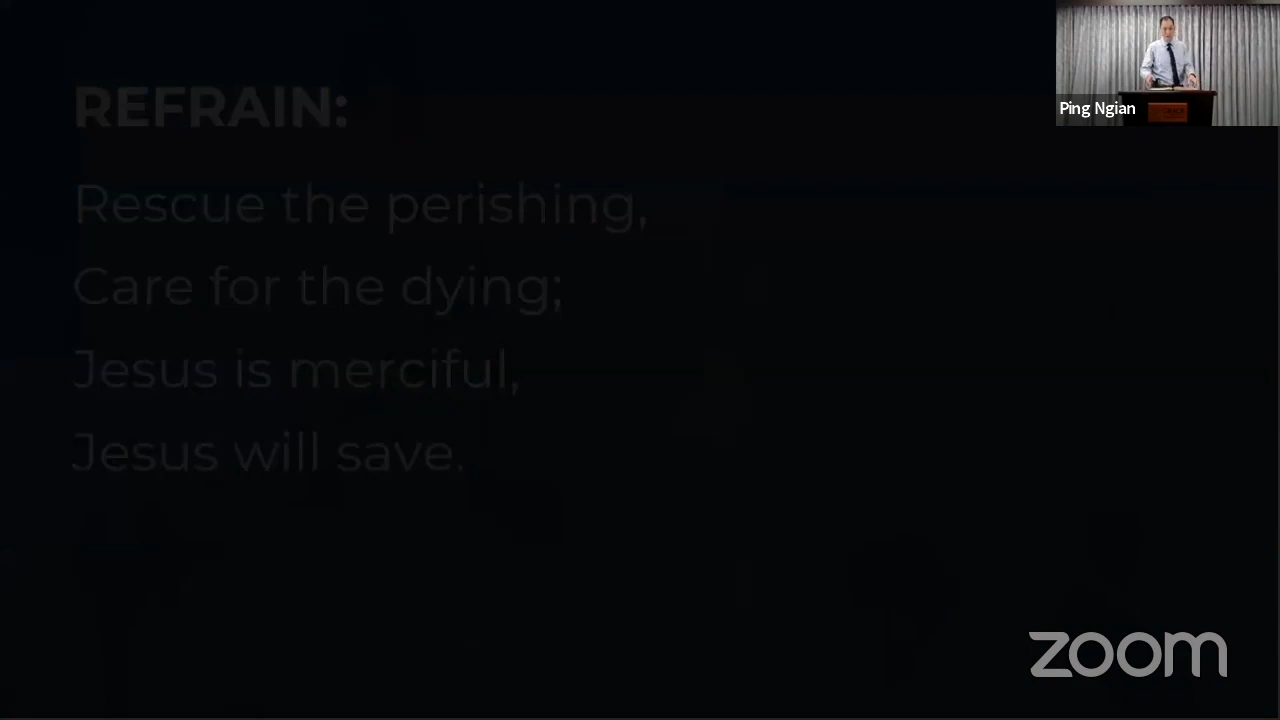 REFRAIN:
Rescue the perishing,
Care for the dying;
Jesus is merciful,
Jesus will save.
Ping Ngian
zoom